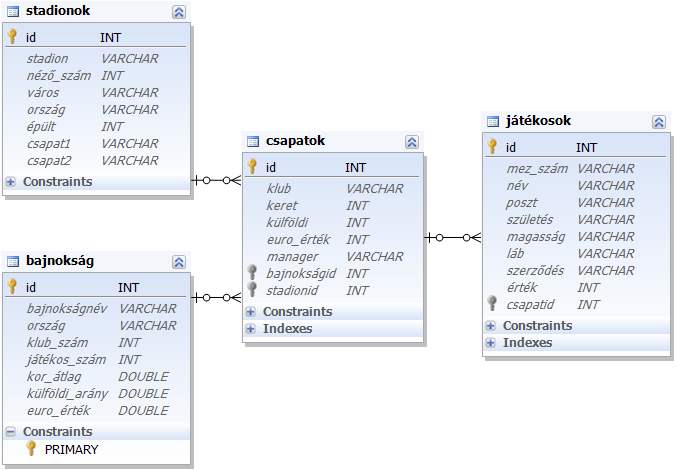 stadionok
id INT
stadion VARCHAR
néző_szám INT
város VARCHAR
ország VARCHAR
épült INT
csapat1 VARCHAR
csapat2 VARCHAR
Constraints
bajnokság
id INT
bajnokságnév VARCHAR
ország VARCHAR
klub_szám INT
játékos_szám INT
kor_átlag DOUBLE
külföldi_arány DOUBLE
euro_érték DOUBLE
Constraints
PRIMARY
csapatok
id INT
klub VARCHAR
keret INT
külföldi INT
euro_érték INT
manager VARCHAR
bajnokságid INT
stadionid INT
Constraints
Indexes
játékosok
id INT
mez_szám VARCHAR
név VARCHAR
poszt VARCHAR
születés VARCHAR
magasság VARCHAR
láb VARCHAR
szerződés VARCHAR
érték INT
csapatid INT
Constraints
Indexes